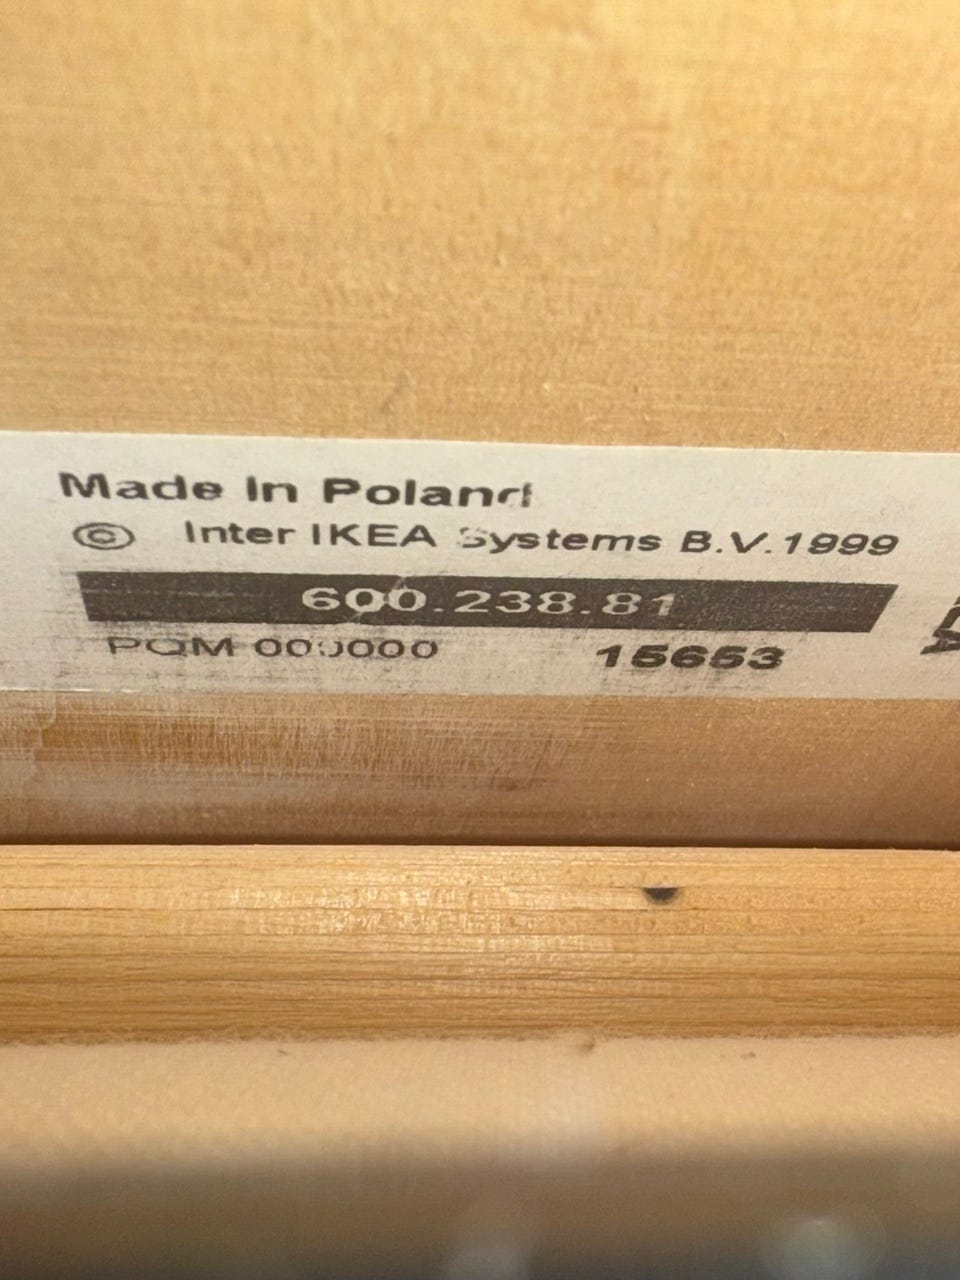 Made In Poland
© Inter IKEA Systems B.V. 1999
600.238.81
PQM 000000 15653